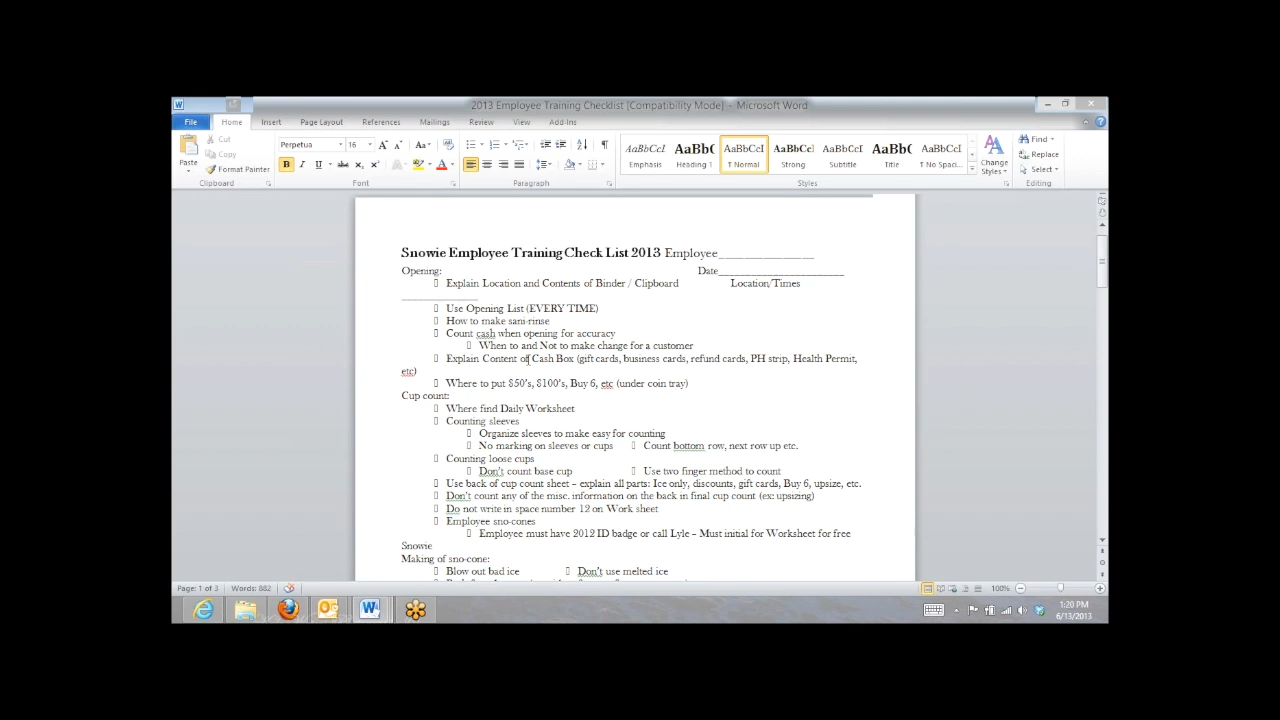 2013 Employee Training Checklist [Compatibility Mode] - Microsoft Word
File Home Insert Page Layout References Mailings Review View Add-Ins
Paste
Cut
Copy
Format Painter
Clipboard
Perpetua 16
Font
Paragraph
AaBbCcI AaBbC AaBbCcI AaBbCcl AaBbCcI AaBbC AaBbCcI
Emphasis Heading 1 ¶ Normal Strong Subtitle Title ¶ No Spaci...
Styles
Change
Styles
Find
Replace
Select
Editing
Snowie Employee Training Check List 2013 Employee________________
Opening: Date____________________
Explain Location and Contents of Binder / Clipboard Location/Times
____________
Use Opening List (EVERY TIME)
How to make sani-rinse
Count cash when opening for accuracy
When to and Not to make change for a customer
Explain Content of Cash Box (gift cards, business cards, refund cards, PH strip, Health Permit,
etc)
Where to put $50's, $100's, Buy 6, etc (under coin tray)
Cup count:
Where find Daily Worksheet
Counting sleeves
Organize sleeves to make easy for counting
No marking on sleeves or cups Count bottom row, next row up etc.
Counting loose cups
Don't count base cup Use two finger method to count
Use back of cup count sheet – explain all parts: Ice only, discounts, gift cards, Buy 6, upsize, etc.
Don't count any of the misc. information on the back in final cup count (ex: upsizing)
Do not write in space number 12 on Work sheet
Employee sno-cones
Employee must have 2012 ID badge or call Lyle – Must initial for Worksheet for free
Snowie
Making of sno-cone:
Blow out bad ice Don't use melted ice
Page: 1 of 3 Words: 882 100%
1:20 PM
6/13/2013